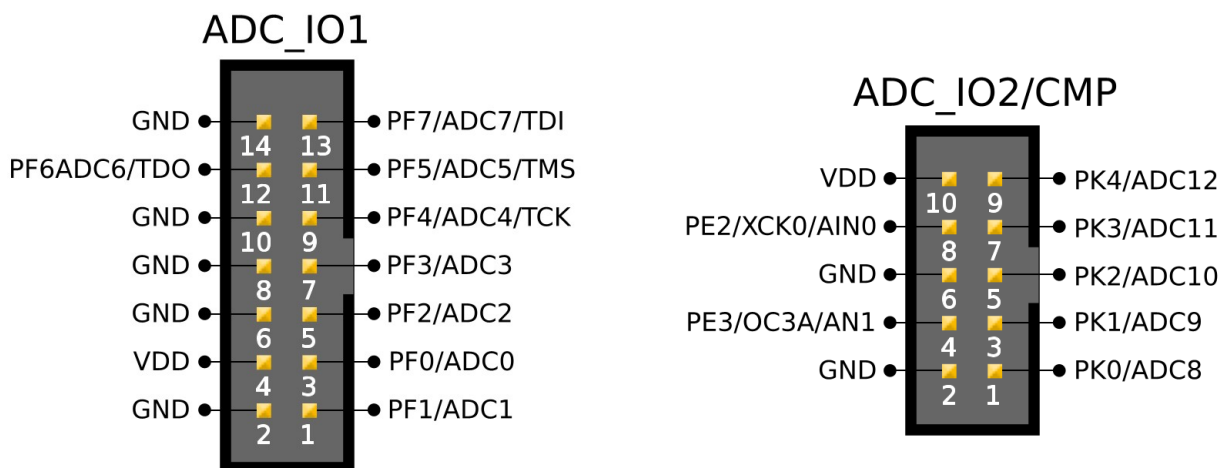 ADC_IO1
GND
PF7/ADC7/TDI
14 13
PF6ADC6/TDO
PF5/ADC5/TMS
12 11
GND
PF4/ADC4/TCK
10 9
GND
PF3/ADC3
8 7
GND
PF2/ADC2
6 5
VDD
PF0/ADC0
4 3
GND
PF1/ADC1
2 1
ADC_IO2/CMP
VDD
PK4/ADC12
10 9
PE2/XCK0/AIN0
PK3/ADC11
8 7
GND
PK2/ADC10
6 5
PE3/OC3A/AN1
PK1/ADC9
4 3
GND
PK0/ADC8
2 1